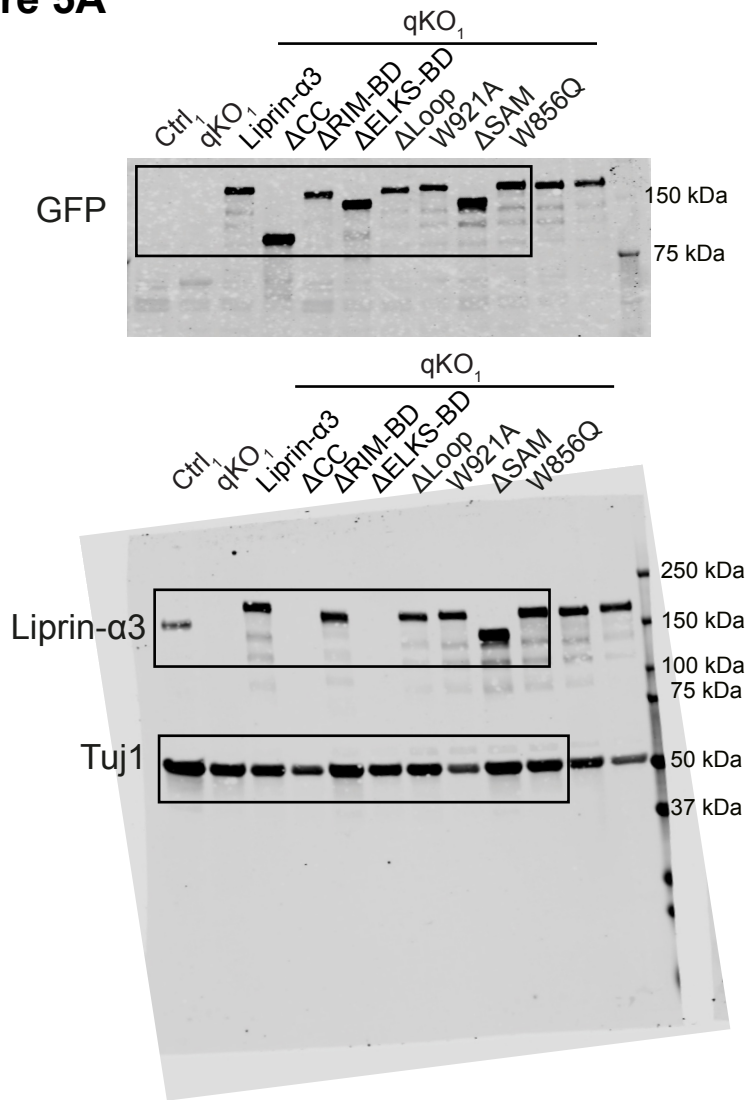 re 5A
qKO₁
Ctrl₁ qKO₁ Liprin-α3 ΔCC ΔRIM-BD ΔELKS-BD ΔLoop W921A ΔSAM W856Q
GFP
150 kDa
75 kDa
qKO₁
Ctrl₁ qKO₁ Liprin-α3 ΔCC ΔRIM-BD ΔELKS-BD ΔLoop W921A ΔSAM W856Q
250 kDa
Liprin-α3
150 kDa
100 kDa
75 kDa
Tuj1
50 kDa
37 kDa